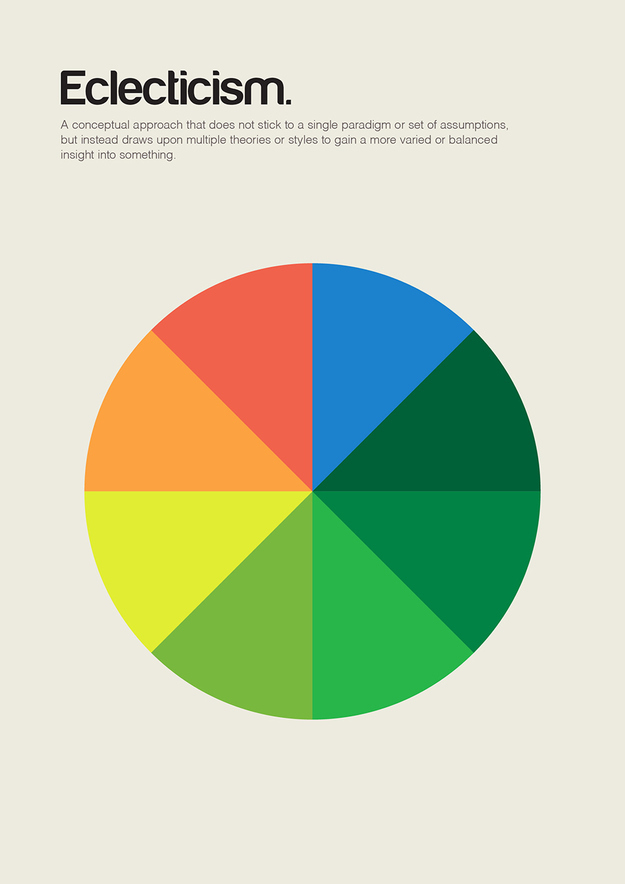 Eclecticism.
A conceptual approach that does not stick to a single paradigm or set of assumptions,
but instead draws upon multiple theories or styles to gain a more varied or balanced
insight into something.